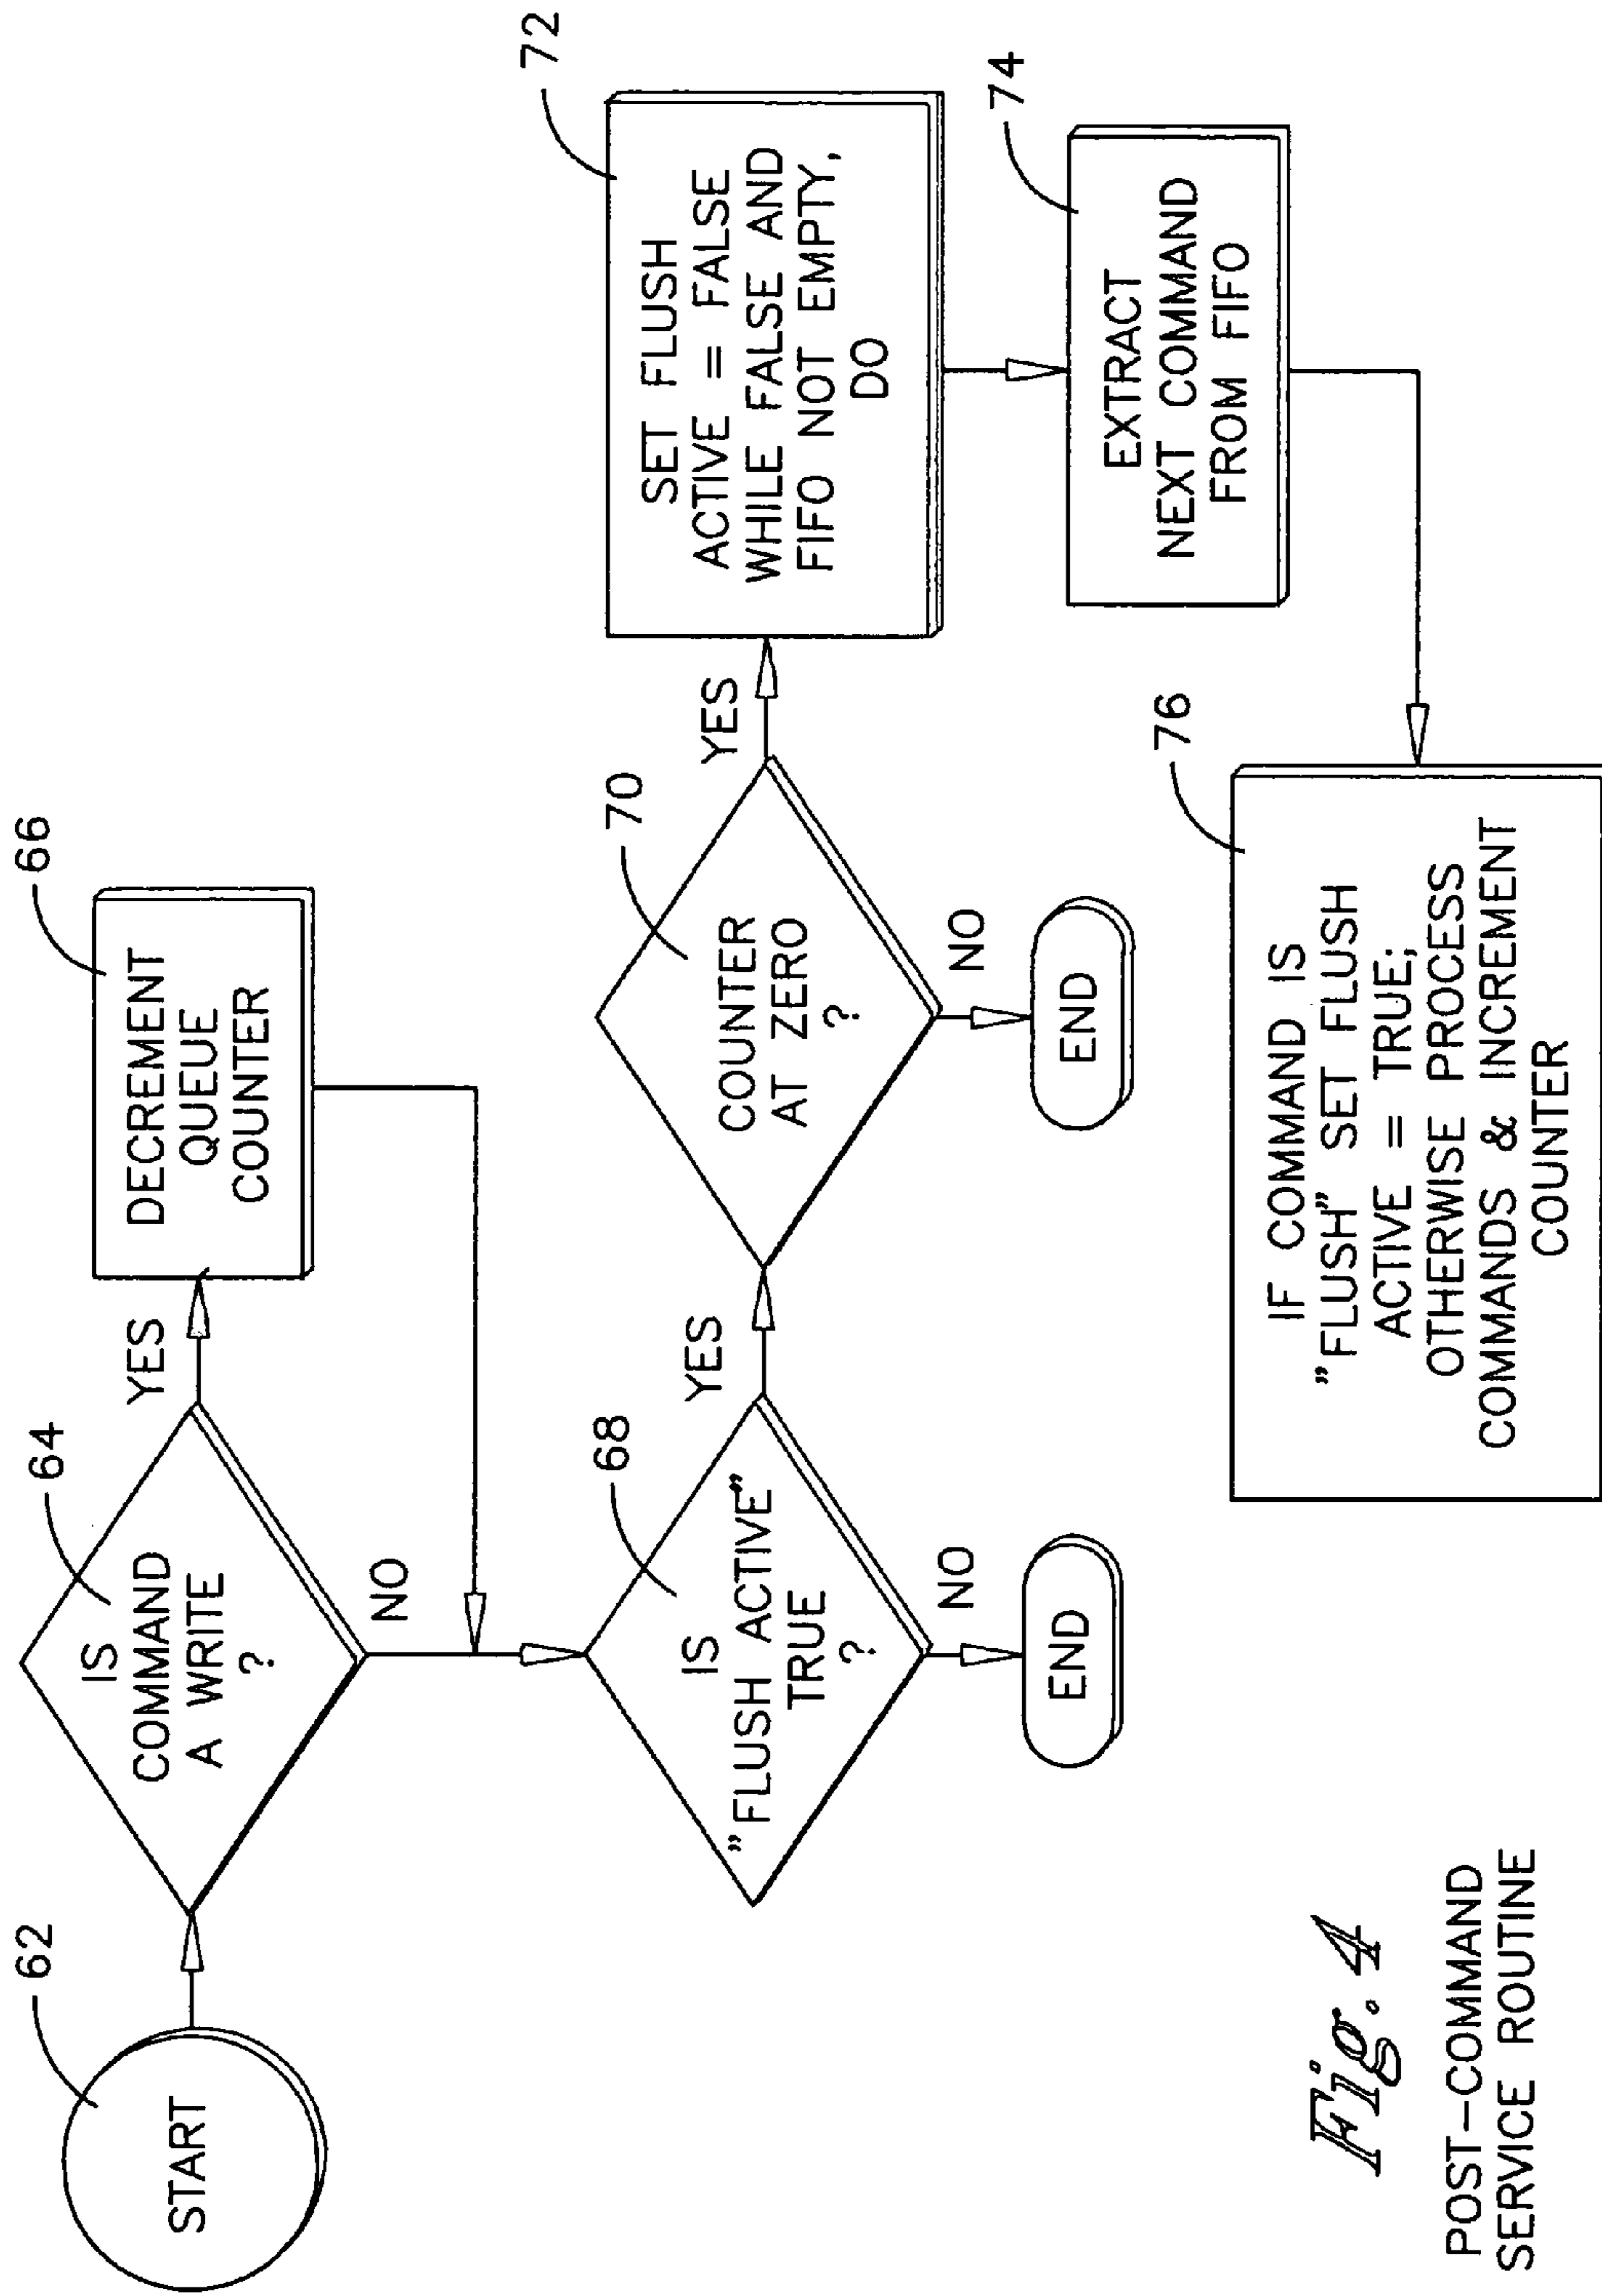 62
START
64
IS
COMMAND
A WRITE
?
YES
NO
66
DECREMENT
QUEUE
COUNTER
68
IS
"FLUSH ACTIVE"
TRUE
?
YES
NO
END
70
COUNTER
AT ZERO
?
YES
NO
END
72
SET FLUSH
ACTIVE = FALSE
WHILE FALSE AND
FIFO NOT EMPTY,
DO
74
EXTRACT
NEXT COMMAND
FROM FIFO
76
IF COMMAND IS
"FLUSH" SET FLUSH
ACTIVE = TRUE;
OTHERWISE PROCESS
COMMANDS & INCREMENT
COUNTER
Fig. 4
POST-COMMAND
SERVICE ROUTINE